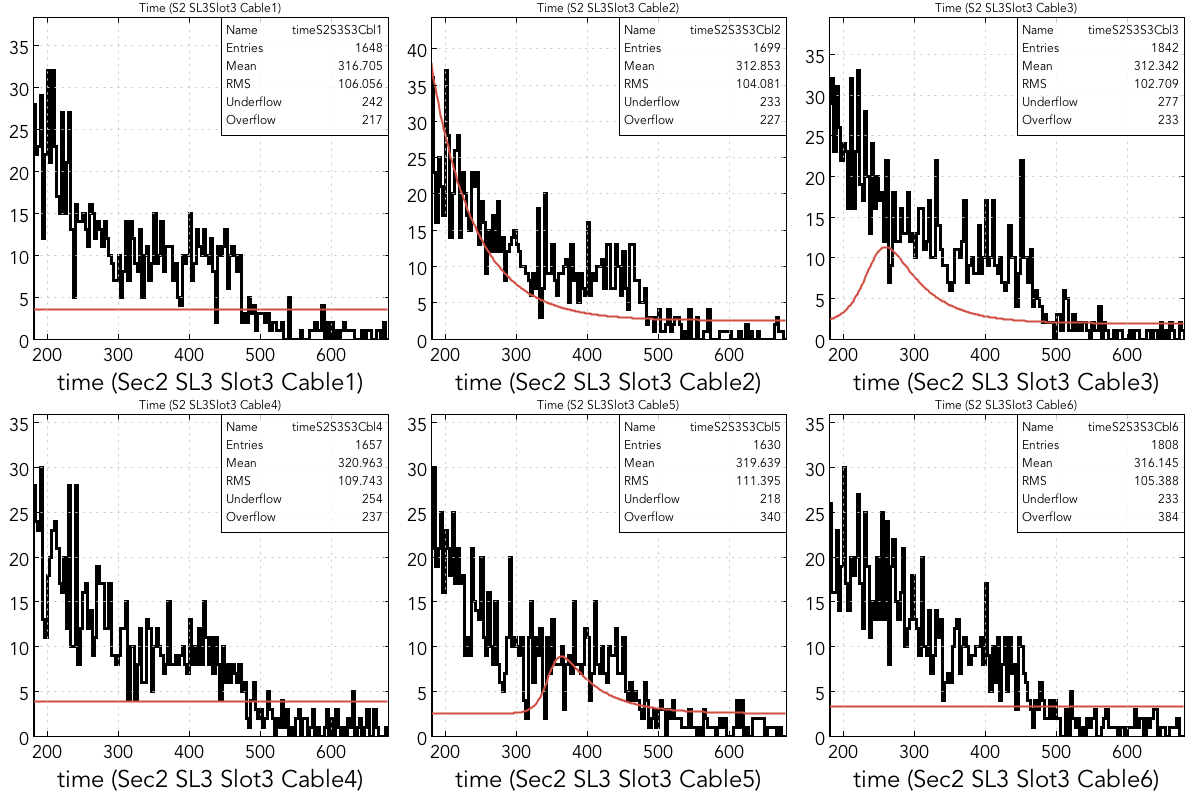 Time (S2 SL3Slot3 Cable1)
Name timeS2S3S3Cbl1
Entries 1648
Mean 316.705
RMS 106.056
Underflow 242
Overflow 217
35
30
25
20
15
10
5
0
200 300 400 500 600
time (Sec2 SL3 Slot3 Cable1)
Time (S2 SL3Slot3 Cable2)
Name timeS2S3S3Cbl2
Entries 1699
Mean 312.853
RMS 104.081
Underflow 233
Overflow 227
40
35
30
25
20
15
10
5
0
200 300 400 500 600
time (Sec2 SL3 Slot3 Cable2)
Time (S2 SL3Slot3 Cable3)
Name timeS2S3S3Cbl3
Entries 1842
Mean 312.342
RMS 102.709
Underflow 277
Overflow 233
35
30
25
20
15
10
5
0
200 300 400 500 600
time (Sec2 SL3 Slot3 Cable3)
Time (S2 SL3Slot3 Cable4)
Name timeS2S3S3Cbl4
Entries 1657
Mean 320.963
RMS 109.743
Underflow 254
Overflow 237
35
30
25
20
15
10
5
0
200 300 400 500 600
time (Sec2 SL3 Slot3 Cable4)
Time (S2 SL3Slot3 Cable5)
Name timeS2S3S3Cbl5
Entries 1630
Mean 319.639
RMS 111.395
Underflow 218
Overflow 340
35
30
25
20
15
10
5
0
200 300 400 500 600
time (Sec2 SL3 Slot3 Cable5)
Time (S2 SL3Slot3 Cable6)
Name timeS2S3S3Cbl6
Entries 1808
Mean 316.145
RMS 105.388
Underflow 233
Overflow 384
35
30
25
20
15
10
5
0
200 300 400 500 600
time (Sec2 SL3 Slot3 Cable6)